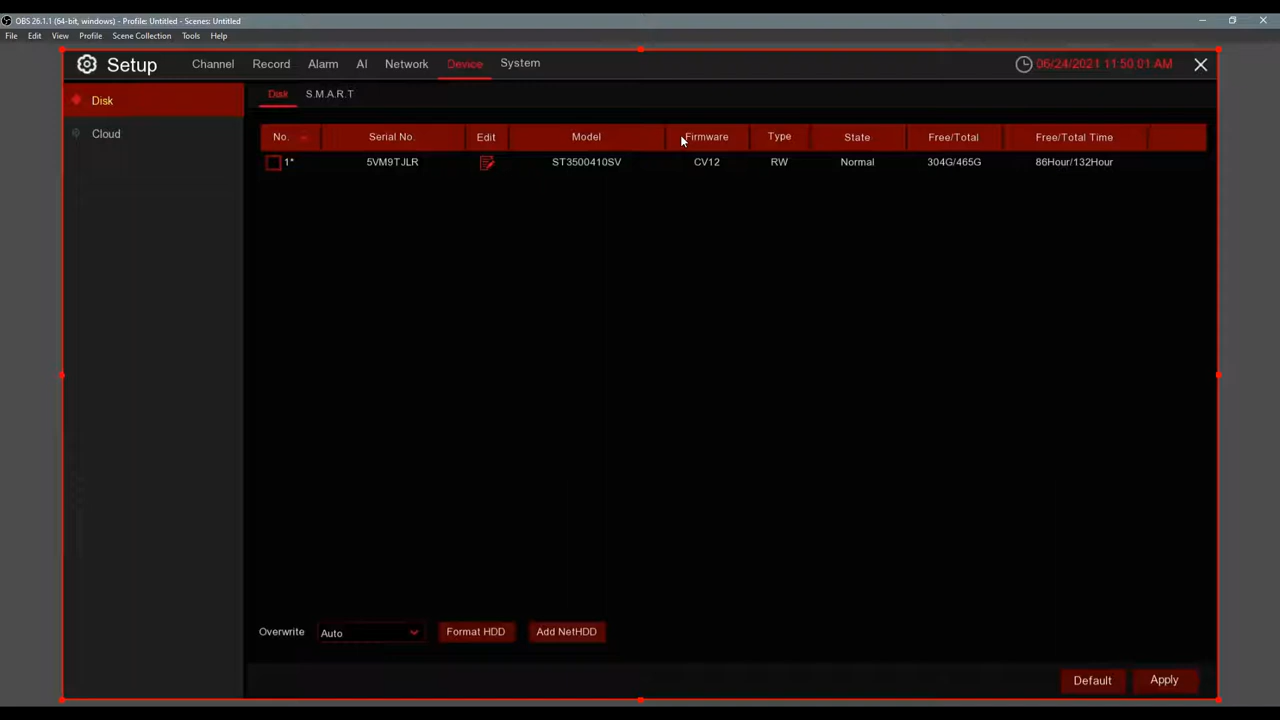 OBS 26.1.1 (64-bit, windows) - Profile: Untitled - Scenes: Untitled
File Edit View Profile Scene Collection Tools Help
Setup Channel Record Alarm AI Network Device System 06/24/2021 11:50:01 AM
Disk
Cloud
Disk S.M.A.R.T
No. Serial No. Edit Model Firmware Type State Free/Total Free/Total Time
1* 5VM9TJLR ST3500410SV CV12 RW Normal 304G/465G 86Hour/132Hour
Overwrite Auto Format HDD Add NetHDD
Default Apply